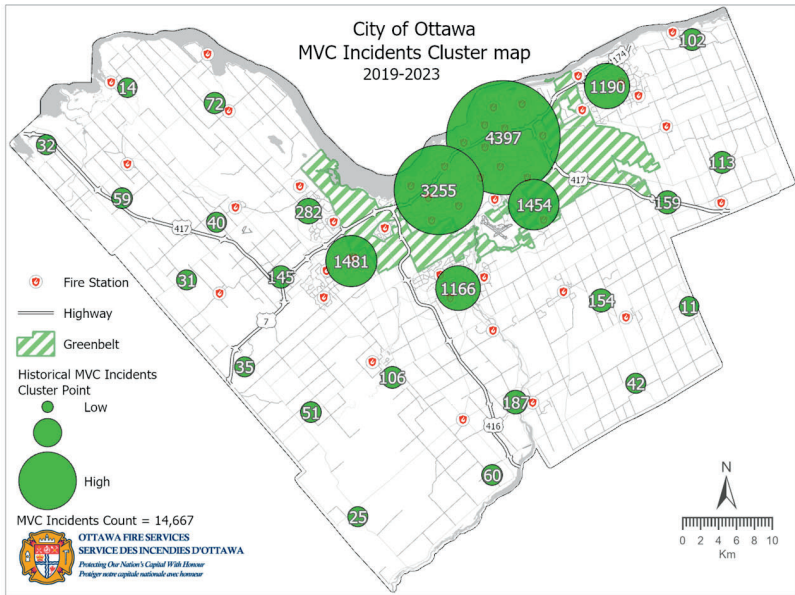 City of Ottawa
MVC Incidents Cluster map
2019-2023
102
174
1190
14
72
4397
32
113
3255
417
59
1454
159
282
40
417
1481
145
31
1166
154
11
7
35
106
42
187
51
416
60
25
Fire Station
Highway
Greenbelt
Historical MVC Incidents
Cluster Point
Low
High
MVC Incidents Count = 14,667
OTTAWA FIRE SERVICES
SERVICE DES INCENDIES D'OTTAWA
Protecting Our Nation's Capital With Honour
Protéger notre capitale nationale avec honneur
N
0 2 4 6 8 10
Km